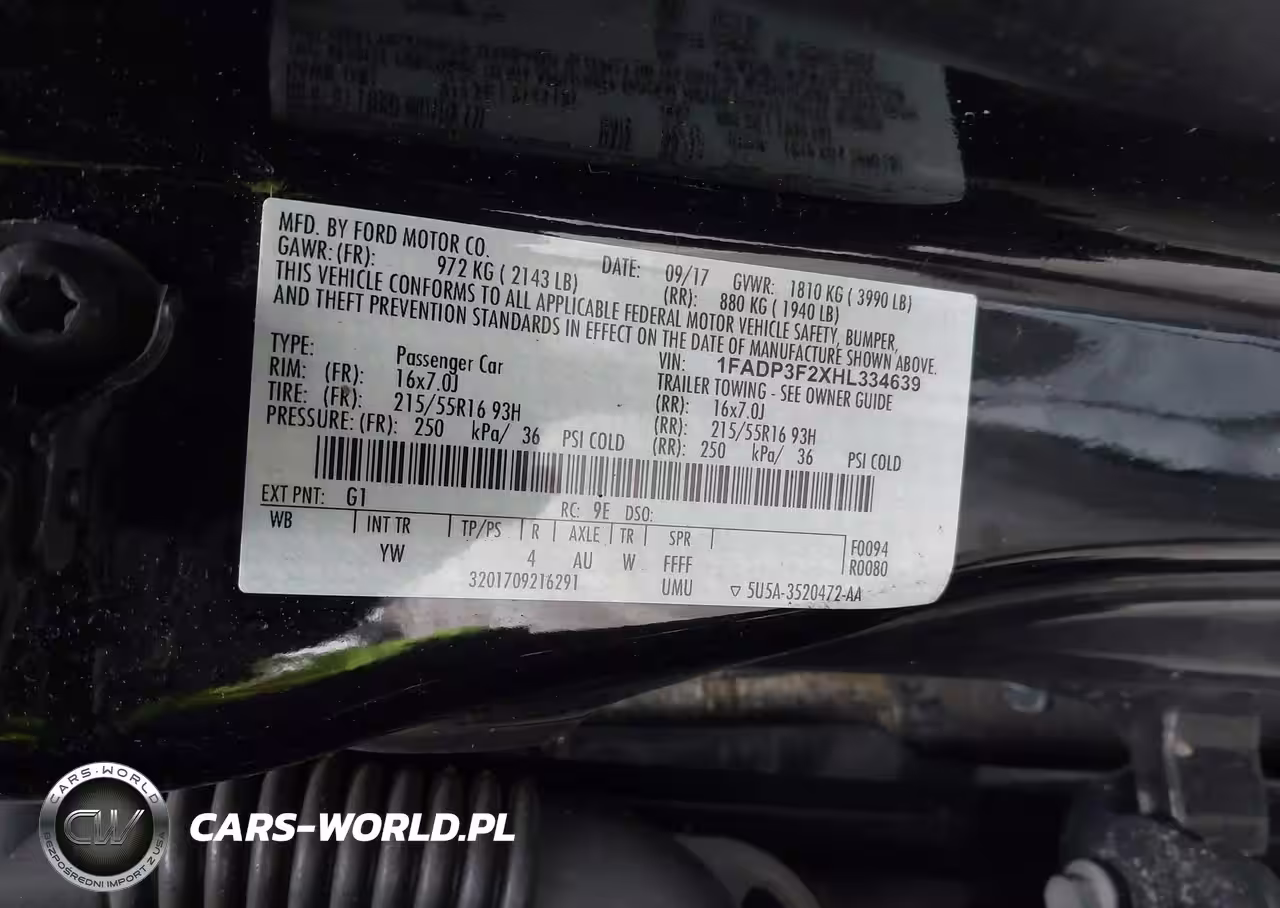 MFD. BY FORD MOTOR CO. DATE: 09/17 GVWR: 1810 KG ( 3990 LB)
GAWR: (FR): 972 KG ( 2143 LB) (RR): 880 KG ( 1940 LB)
THIS VEHICLE CONFORMS TO ALL APPLICABLE FEDERAL MOTOR VEHICLE SAFETY, BUMPER,
AND THEFT PREVENTION STANDARDS IN EFFECT ON THE DATE OF MANUFACTURE SHOWN ABOVE.
VIN: 1FADP3F2XHL334639
TYPE: Passenger Car TRAILER TOWING - SEE OWNER GUIDE
RIM: (FR): 16x7.0J (RR): 16x7.0J
TIRE: (FR): 215/55R16 93H (RR): 215/55R16 93H
PRESSURE: (FR): 250 kPa/ 36 PSI COLD (RR): 250 kPa/ 36 PSI COLD
EXT PNT: G1 RC: 9E DSO:
WB INT TR TP/PS R AXLE TR SPR F0094
YW 4 AU W FFFF R0080
3201709216291 UMU ▽ 5U5A-3520472-AA
CARS-WORLD
CW
BEZPOŚREDNI IMPORT Z USA
CARS-WORLD.PL